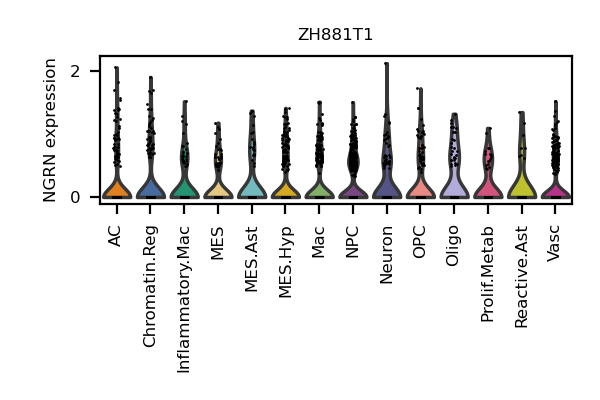 ZH881T1
NGRN expression
2
0
AC
Chromatin.Reg
Inflammatory.Mac
MES
MES.Ast
MES.Hyp
Mac
NPC
Neuron
OPC
Oligo
Prolif.Metab
Reactive.Ast
Vasc